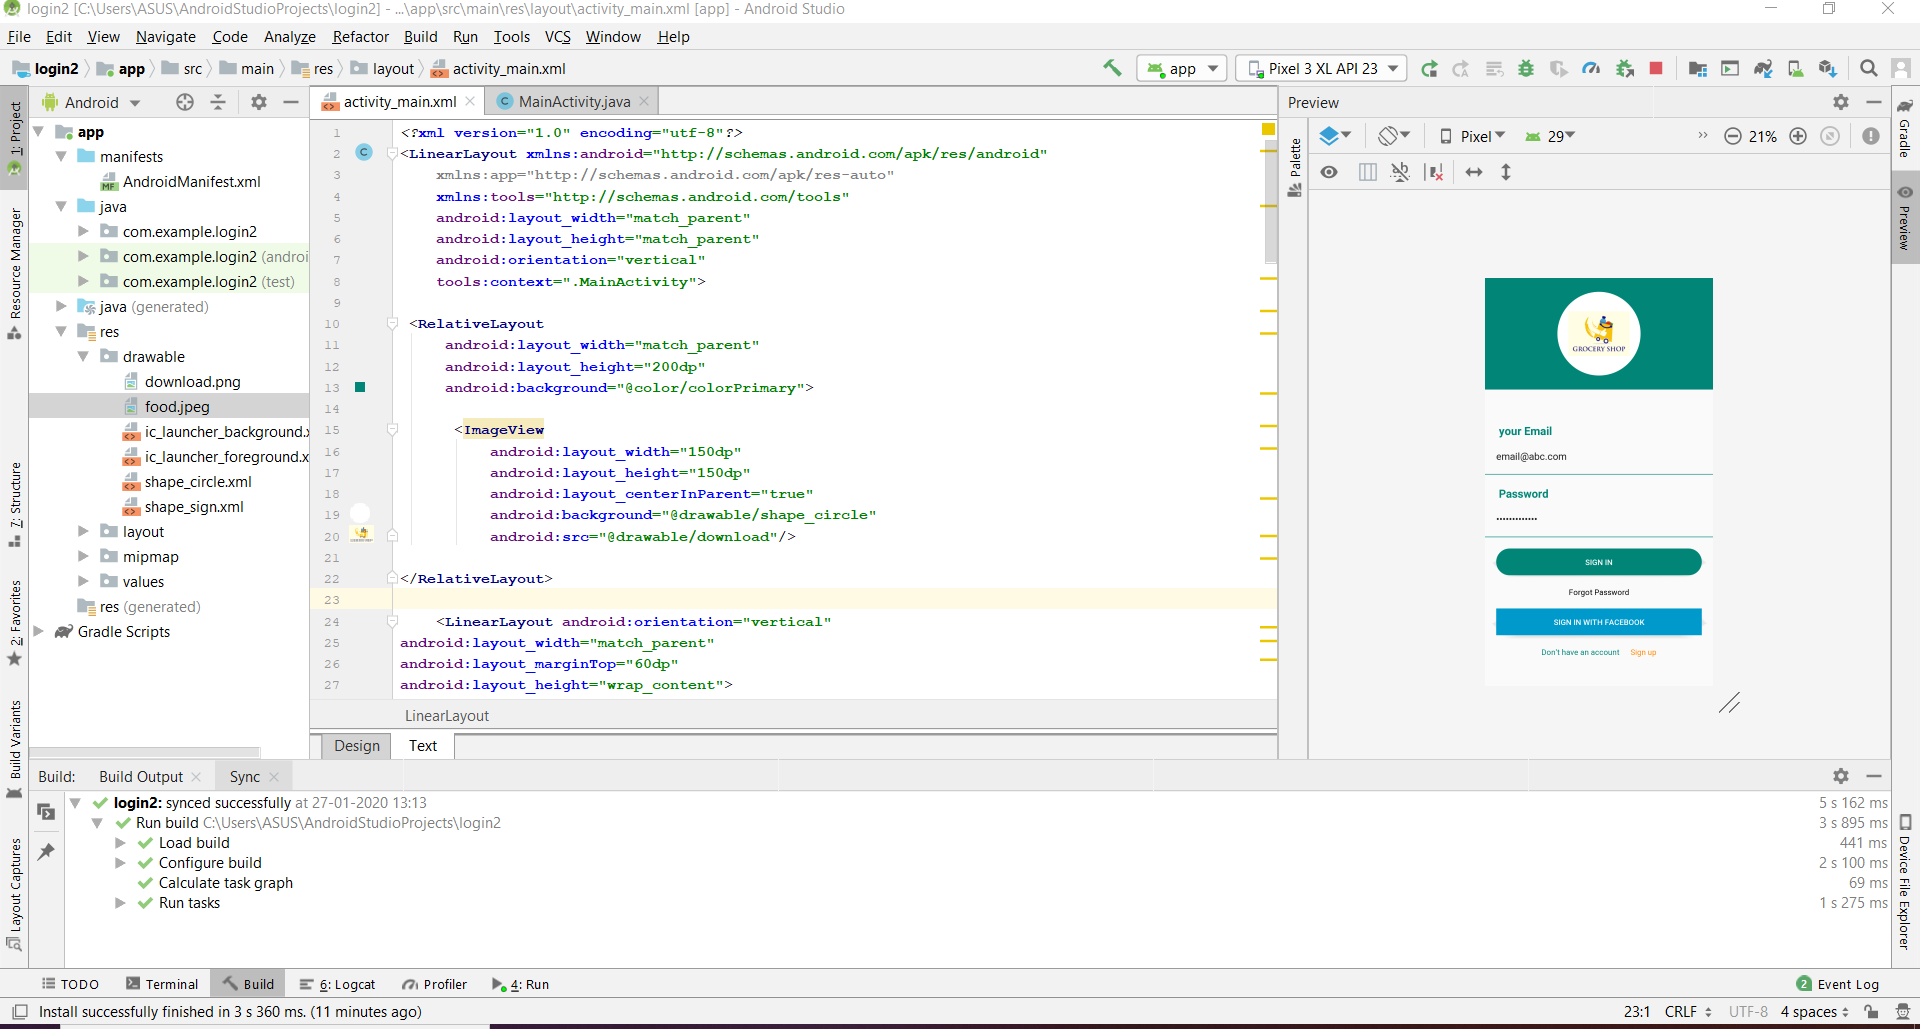 login2 [C:\Users\ASUS\AndroidStudioProjects\login2] - ...\app\src\main\res\layout\activity_main.xml [app] - Android Studio
File Edit View Navigate Code Analyze Refactor Build Run Tools VCS Window Help
login2 app src main res layout activity_main.xml
app Pixel 3 XL API 23
Android
activity_main.xml MainActivity.java
Preview
1: Project
Resource Manager
7: Structure
2: Favorites
Build Variants
Layout Captures
app
manifests
MF AndroidManifest.xml
java
com.example.login2
com.example.login2 (androi
com.example.login2 (test)
java (generated)
res
drawable
download.png
food.jpeg
ic_launcher_background.x
ic_launcher_foreground.x
shape_circle.xml
shape_sign.xml
layout
mipmap
values
res (generated)
Gradle Scripts
1 <?xml version="1.0" encoding="utf-8"?>
2 C <LinearLayout xmlns:android="http://schemas.android.com/apk/res/android"
3 xmlns:app="http://schemas.android.com/apk/res-auto"
4 xmlns:tools="http://schemas.android.com/tools"
5 android:layout_width="match_parent"
6 android:layout_height="match_parent"
7 android:orientation="vertical"
8 tools:context=".MainActivity">
9
10 <RelativeLayout
11 android:layout_width="match_parent"
12 android:layout_height="200dp"
13 android:background="@color/colorPrimary">
14
15 <ImageView
16 android:layout_width="150dp"
17 android:layout_height="150dp"
18 android:layout_centerInParent="true"
19 android:background="@drawable/shape_circle"
20 android:src="@drawable/download"/>
21
22 </RelativeLayout>
23
24 <LinearLayout android:orientation="vertical"
25 android:layout_width="match_parent"
26 android:layout_marginTop="60dp"
27 android:layout_height="wrap_content">
LinearLayout
Design Text
Palette
Pixel 29 21%
GROCERY SHOP
your Email
email@abc.com
Password
•••••••••••••
SIGN IN
Forgot Password
SIGN IN WITH FACEBOOK
Don't have an account Sign up
Gradle
Preview
Device File Explorer
Build: Build Output Sync
login2: synced successfully at 27-01-2020 13:13 5 s 162 ms
Run build C:\Users\ASUS\AndroidStudioProjects\login2 3 s 895 ms
Load build 441 ms
Configure build 2 s 100 ms
Calculate task graph 69 ms
Run tasks 1 s 275 ms
TODO Terminal Build 6: Logcat Profiler 4: Run 2 Event Log
Install successfully finished in 3 s 360 ms. (11 minutes ago) 23:1 CRLF UTF-8 4 spaces